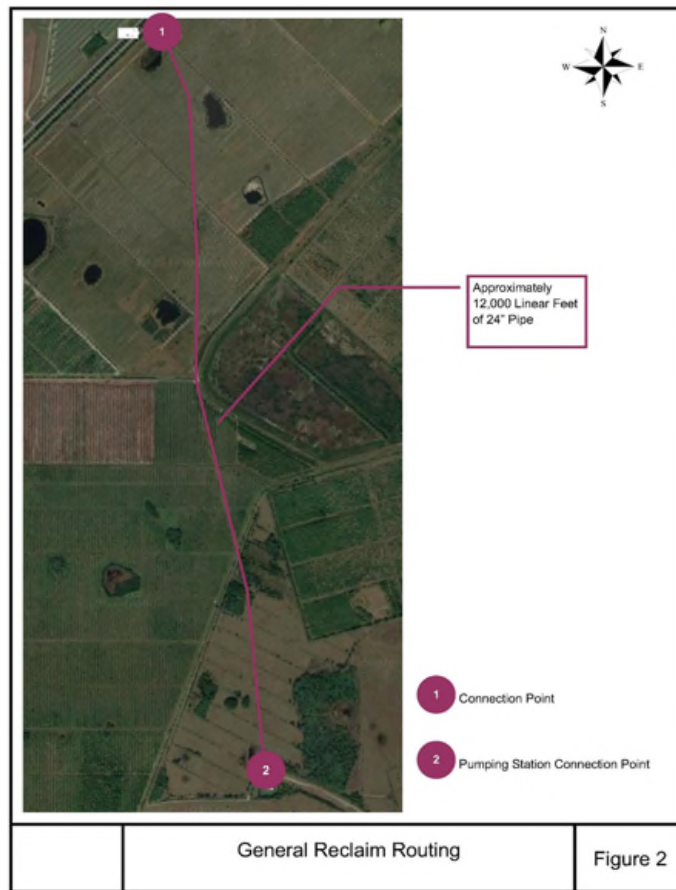 1
N
W E
S
Approximately
12,000 Linear Feet
of 24" Pipe
1 Connection Point
2 Pumping Station Connection Point
2
General Reclaim Routing
Figure 2